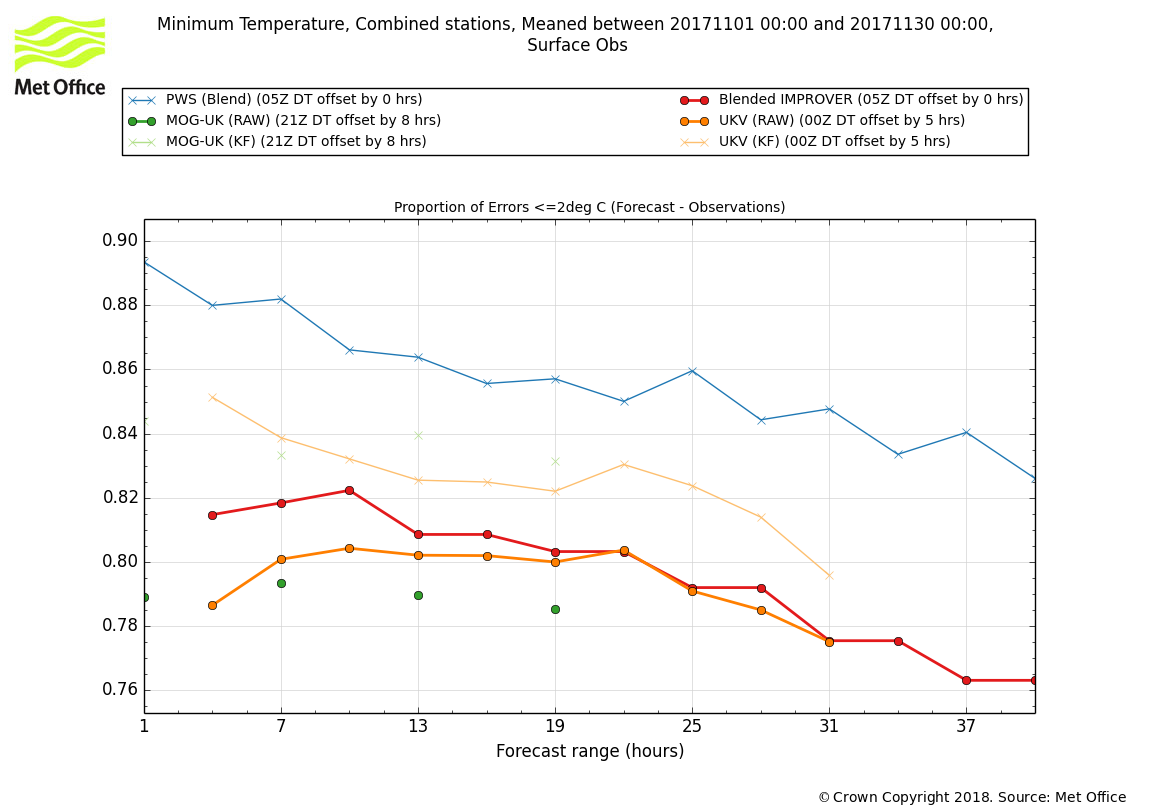 Minimum Temperature, Combined stations, Meaned between 20171101 00:00 and 20171130 00:00,
Surface Obs
Met Office
PWS (Blend) (05Z DT offset by 0 hrs)
MOG-UK (RAW) (21Z DT offset by 8 hrs)
MOG-UK (KF) (21Z DT offset by 8 hrs)
Blended IMPROVER (05Z DT offset by 0 hrs)
UKV (RAW) (00Z DT offset by 5 hrs)
UKV (KF) (00Z DT offset by 5 hrs)
Proportion of Errors <=2deg C (Forecast - Observations)
0.90
0.88
0.86
0.84
0.82
0.80
0.78
0.76
1 7 13 19 25 31 37
Forecast range (hours)
© Crown Copyright 2018. Source: Met Office